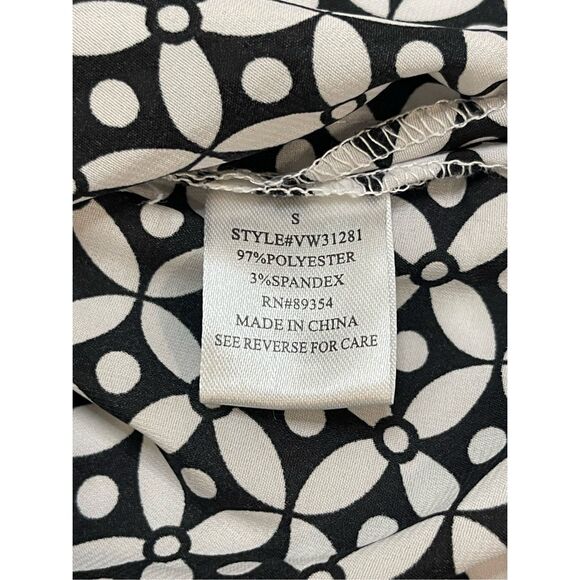 S
STYLE#VW31281
97%POLYESTER
3%SPANDEX
RN#89354
MADE IN CHINA
SEE REVERSE FOR CARE